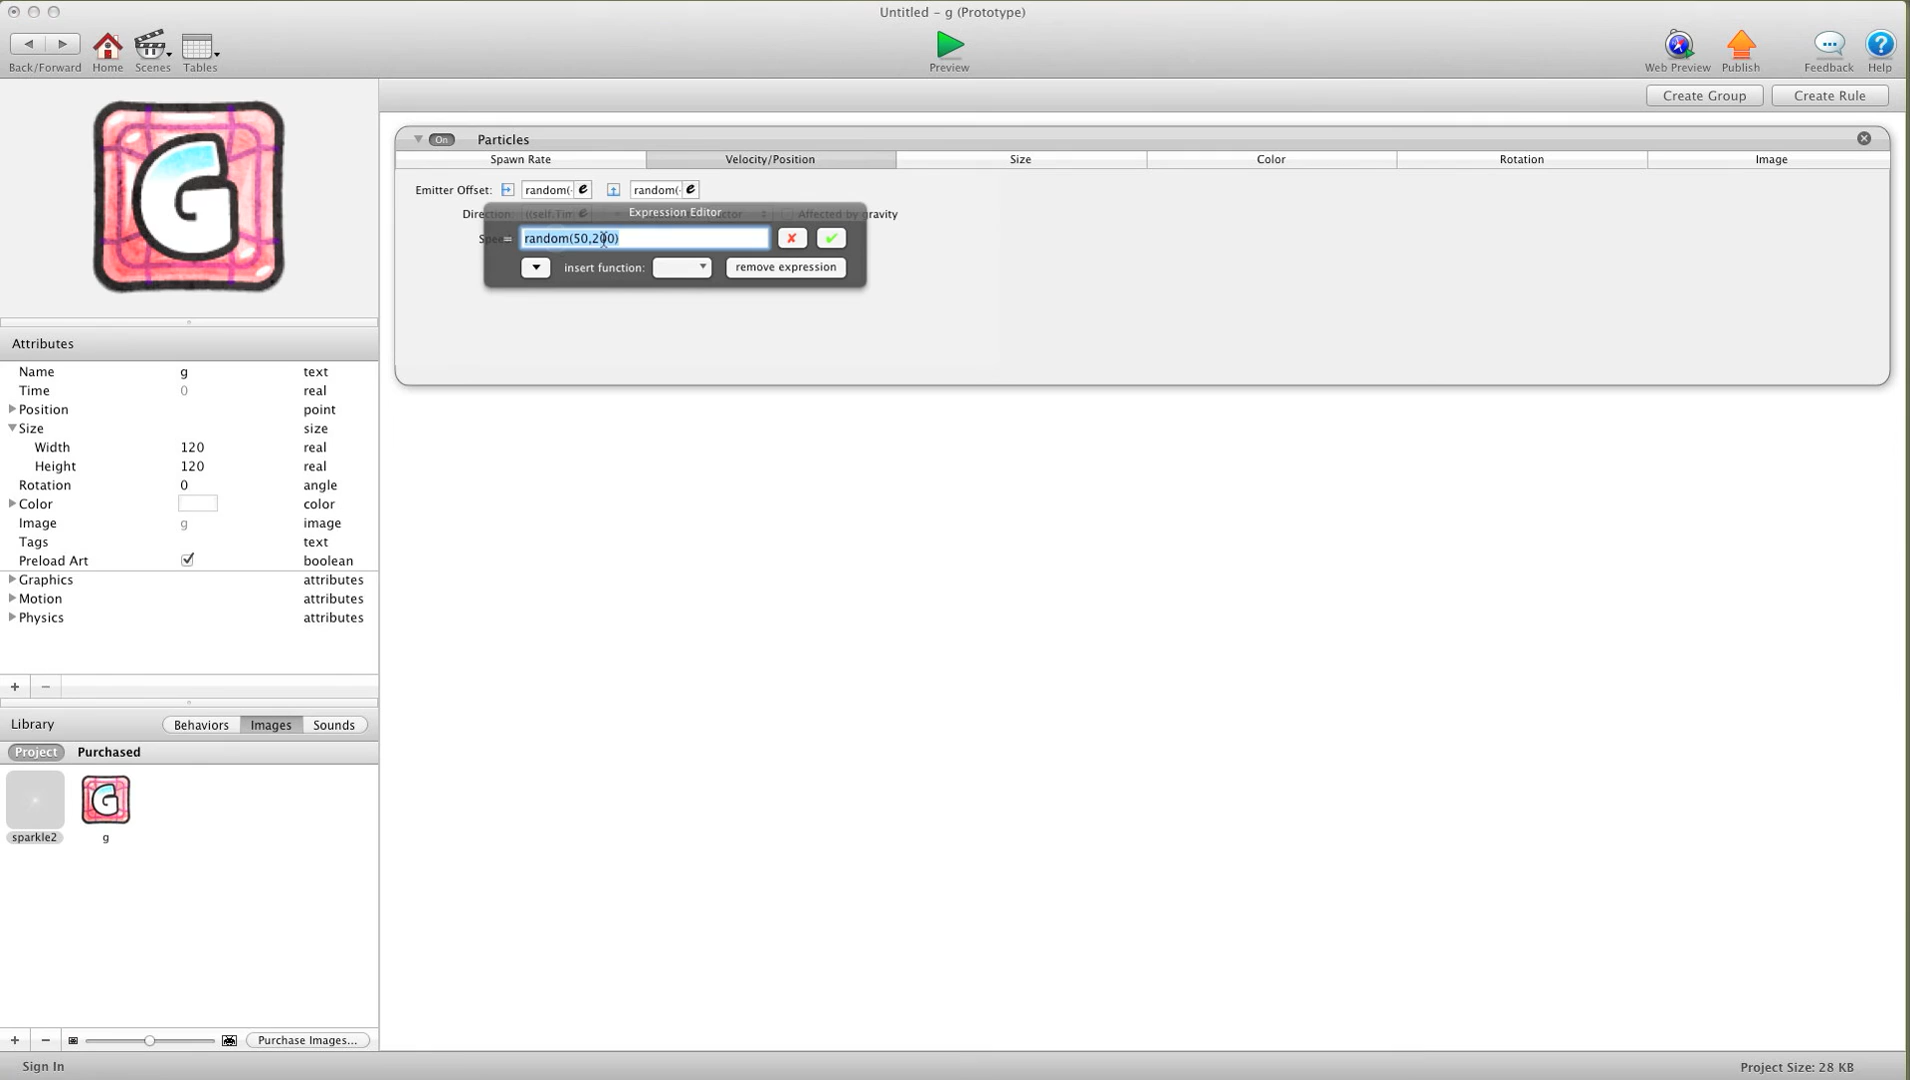 Untitled – g (Prototype)
Back/Forward Home Scenes Tables Preview Web Preview Publish Feedback Help
Create Group Create Rule
G
On Particles
Spawn Rate Velocity/Position Size Color Rotation Image
Emitter Offset: random(- e random(- e
Direction: ((self.Tim e Affected by gravity
Expression Editor
= random(50,200)
insert function: remove expression
Attributes
Name g text
Time 0 real
Position point
Size size
Width 120 real
Height 120 real
Rotation 0 angle
Color color
Image g image
Tags text
Preload Art boolean
Graphics attributes
Motion attributes
Physics attributes
+ −
Library Behaviors Images Sounds
Project Purchased
G
sparkle2 g
+ − Purchase Images...
Sign In Project Size: 28 KB